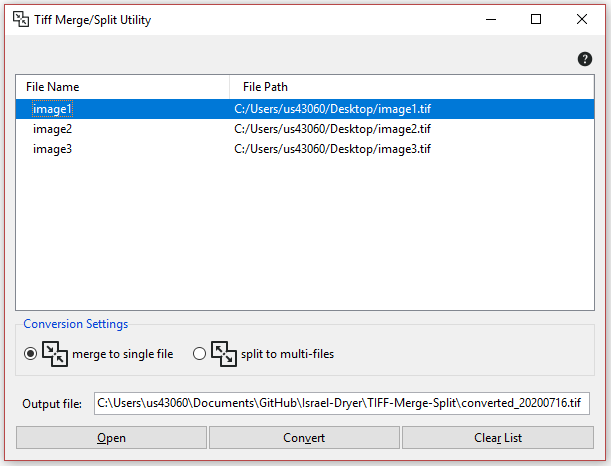 Tiff Merge/Split Utility
?
File Name File Path
image1 C:/Users/us43060/Desktop/image1.tif
image2 C:/Users/us43060/Desktop/image2.tif
image3 C:/Users/us43060/Desktop/image3.tif
Conversion Settings
merge to single file split to multi-files
Output file: C:\Users\us43060\Documents\GitHub\Israel-Dryer\TIFF-Merge-Split\converted_20200716.tif
Open Convert Clear List